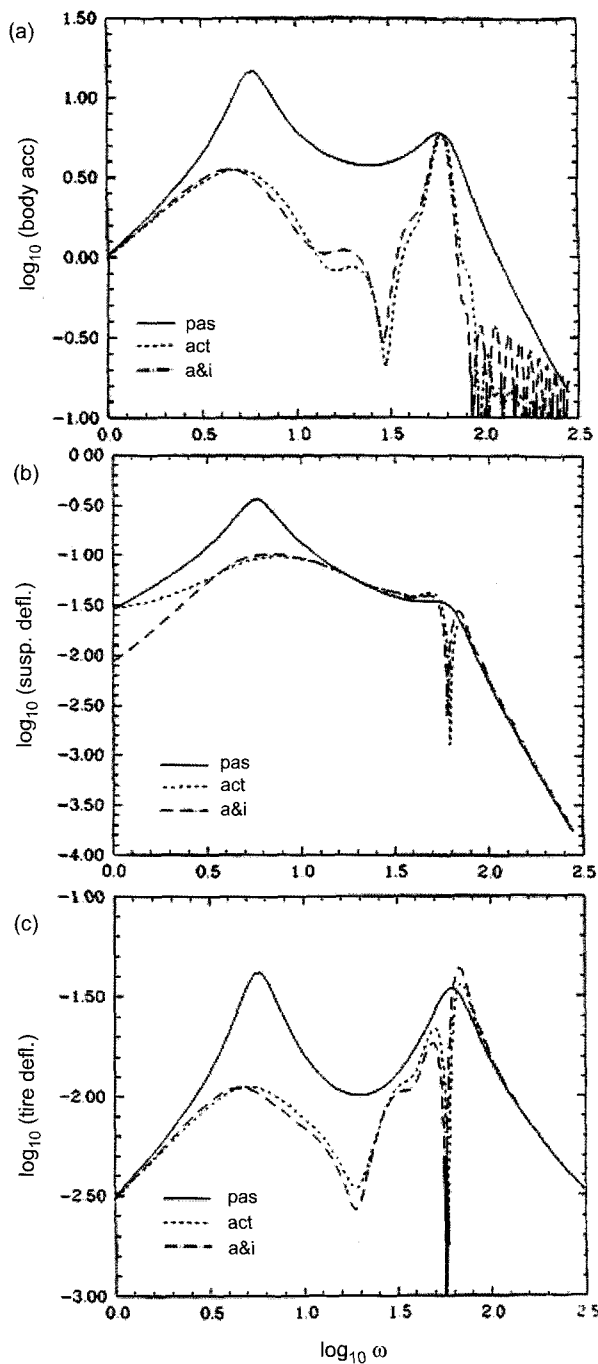 (a)
1.50
1.00
0.50
0.00
-0.50
-1.00
log10 (body acc)
pas
act
a&i
0.0 0.5 1.0 1.5 2.0 2.5
(b)
0.00
-0.50
-1.00
-1.50
-2.00
-2.50
-3.00
-3.50
-4.00
log10 (susp. defl.)
pas
act
a&i
0.0 0.5 1.0 1.5 2.0 2.5
(c)
-1.00
-1.50
-2.00
-2.50
-3.00
log10 (tire defl.)
pas
act
a&i
0.0 0.5 1.0 1.5 2.0 2.5
log10 ω